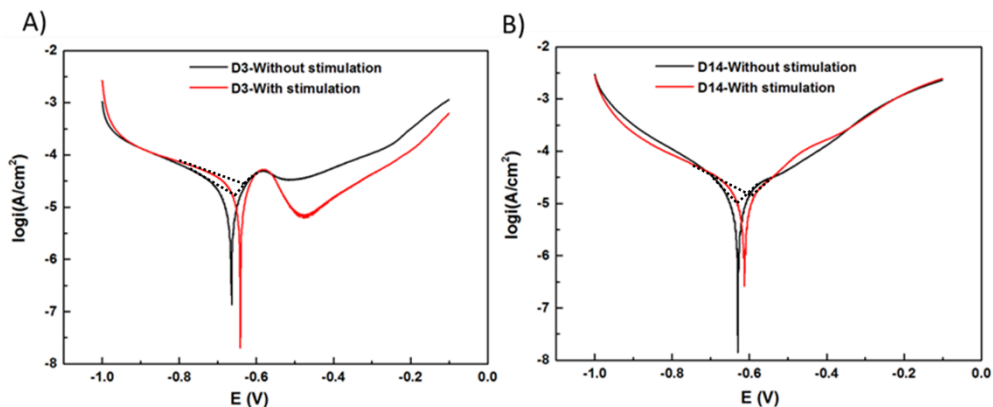 A)
-2
-3
-4
-5
-6
-7
-8
logi(A/cm²)
D3-Without stimulation
D3-With stimulation
-1.0
-0.8
-0.6
-0.4
-0.2
0.0
E (V)
B)
-2
-3
-4
-5
-6
-7
-8
logi(A/cm²)
D14-Without stimulation
D14-With stimulation
-1.0
-0.8
-0.6
-0.4
-0.2
0.0
E (V)